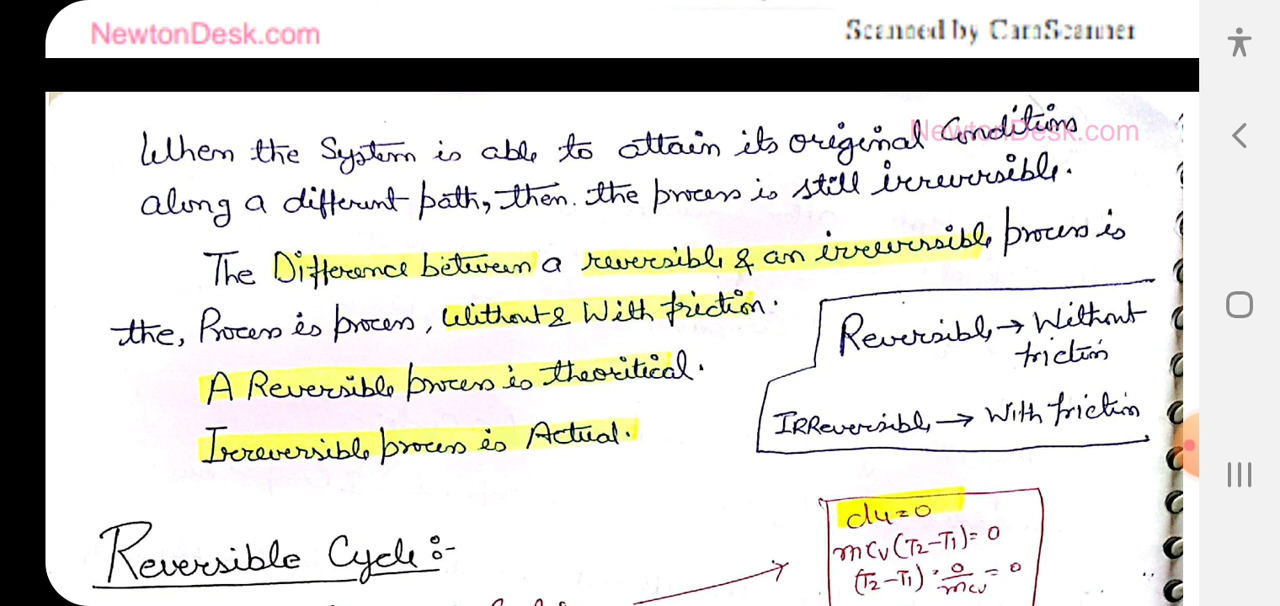 NewtonDesk.com
Scanned by CamScanner
NewtonDesk.com
When the System is able to attain its original Conditions
along a different path, then. the process is still irreversible.
The Difference between a reversible & an irreversible process is
the, Process is process, Without & With friction.
Reversible → Without
friction
A Reversible process is theoritical.
IRReversible → With friction
Irreversible process is Actual.
du=0
Reversible Cycle:-
mCv(T2-T1)=0
(T2-T1) = 0/mcv = 0